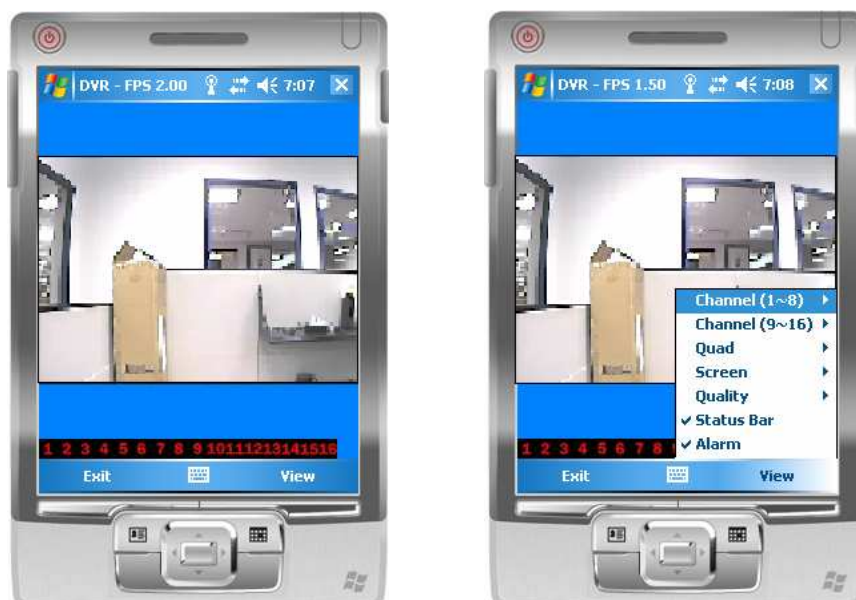 DVR - FPS 2.00 7:07
1 2 3 4 5 6 7 8 9 10 11 12 13 14 15 16
Exit View
DVR - FPS 1.50 7:08
Channel (1~8)
Channel (9~16)
Quad
Screen
Quality
Status Bar
Alarm
1 2 3 4 5 6 7 8
Exit View